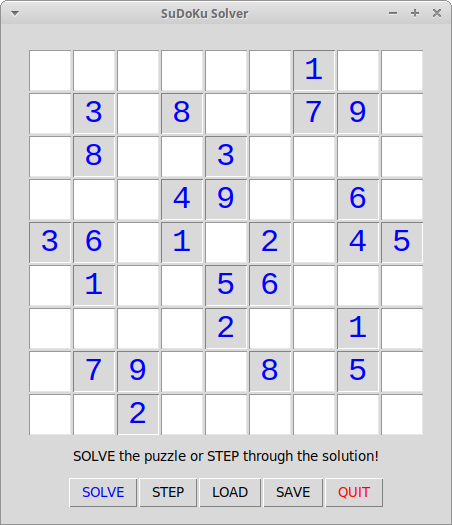 SuDoKu Solver
1
3 8 7 9
8 3
4 9 6
3 6 1 2 4 5
1 5 6
2 1
7 9 8 5
2
SOLVE the puzzle or STEP through the solution!
SOLVE STEP LOAD SAVE QUIT